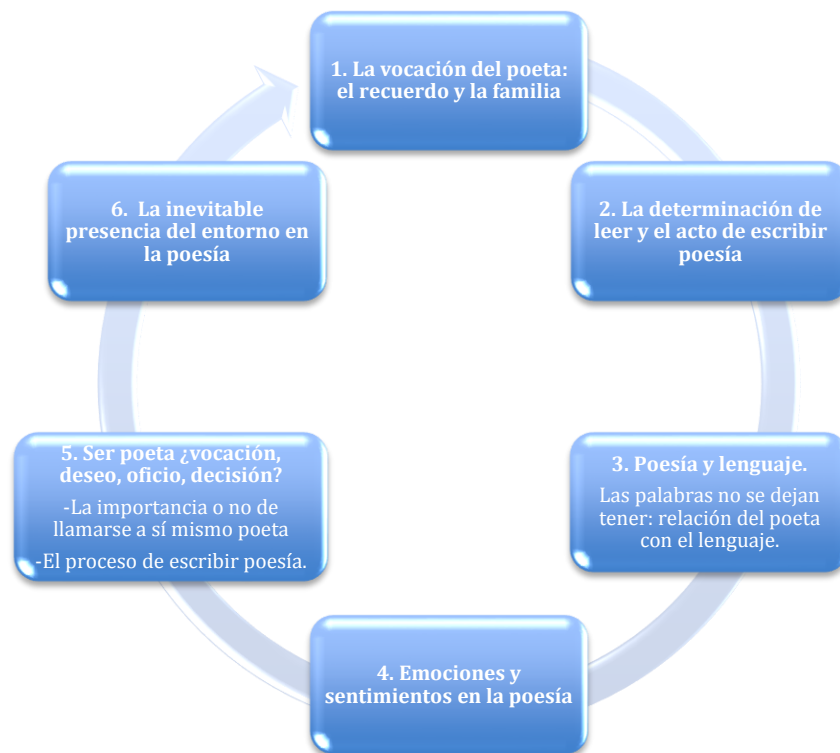 1. La vocación del poeta:
el recuerdo y la familia
2. La determinación de
leer y el acto de escribir
poesía
3. Poesía y lenguaje.
Las palabras no se dejan
tener: relación del poeta
con el lenguaje.
4. Emociones y
sentimientos en la poesía
5. Ser poeta ¿vocación,
deseo, oficio, decisión?
-La importancia o no de
llamarse a sí mismo poeta
-El proceso de escribir poesía.
6. La inevitable
presencia del entorno en
la poesía